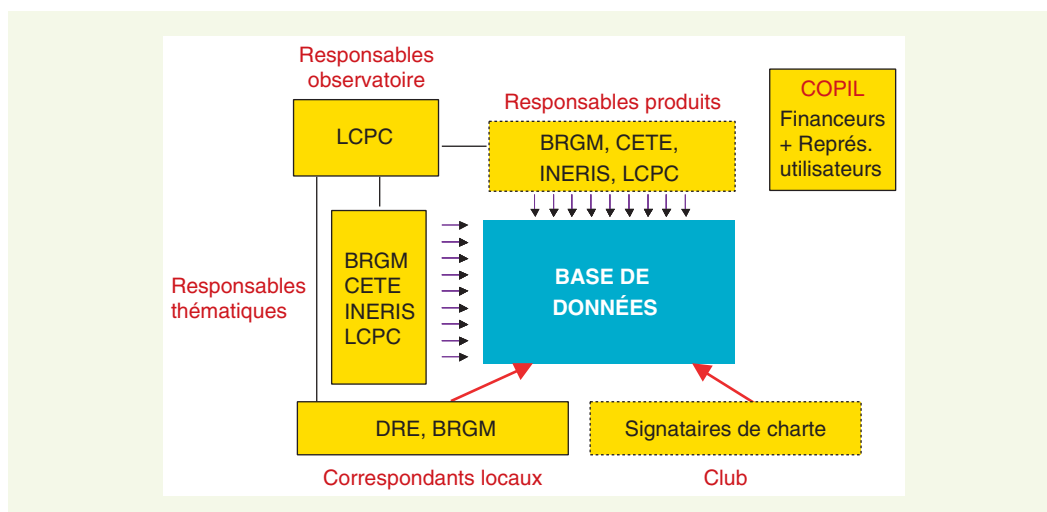 Responsables
observatoire
LCPC
Responsables produits
BRGM, CETE,
INERIS, LCPC
COPIL
Financeurs
+ Représ.
utilisateurs
Responsables
thématiques
BRGM
CETE
INERIS
LCPC
BASE DE
DONNÉES
DRE, BRGM
Correspondants locaux
Signataires de charte
Club